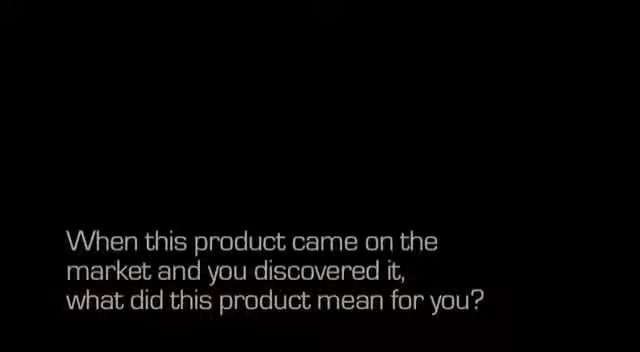 When this product came on the
market and you discovered it,
what did this product mean for you?